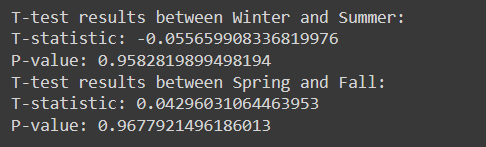 T-test results between Winter and Summer:
T-statistic: -0.055659908336819976
P-value: 0.9582819899498194
T-test results between Spring and Fall:
T-statistic: 0.04296031064463953
P-value: 0.9677921496186013